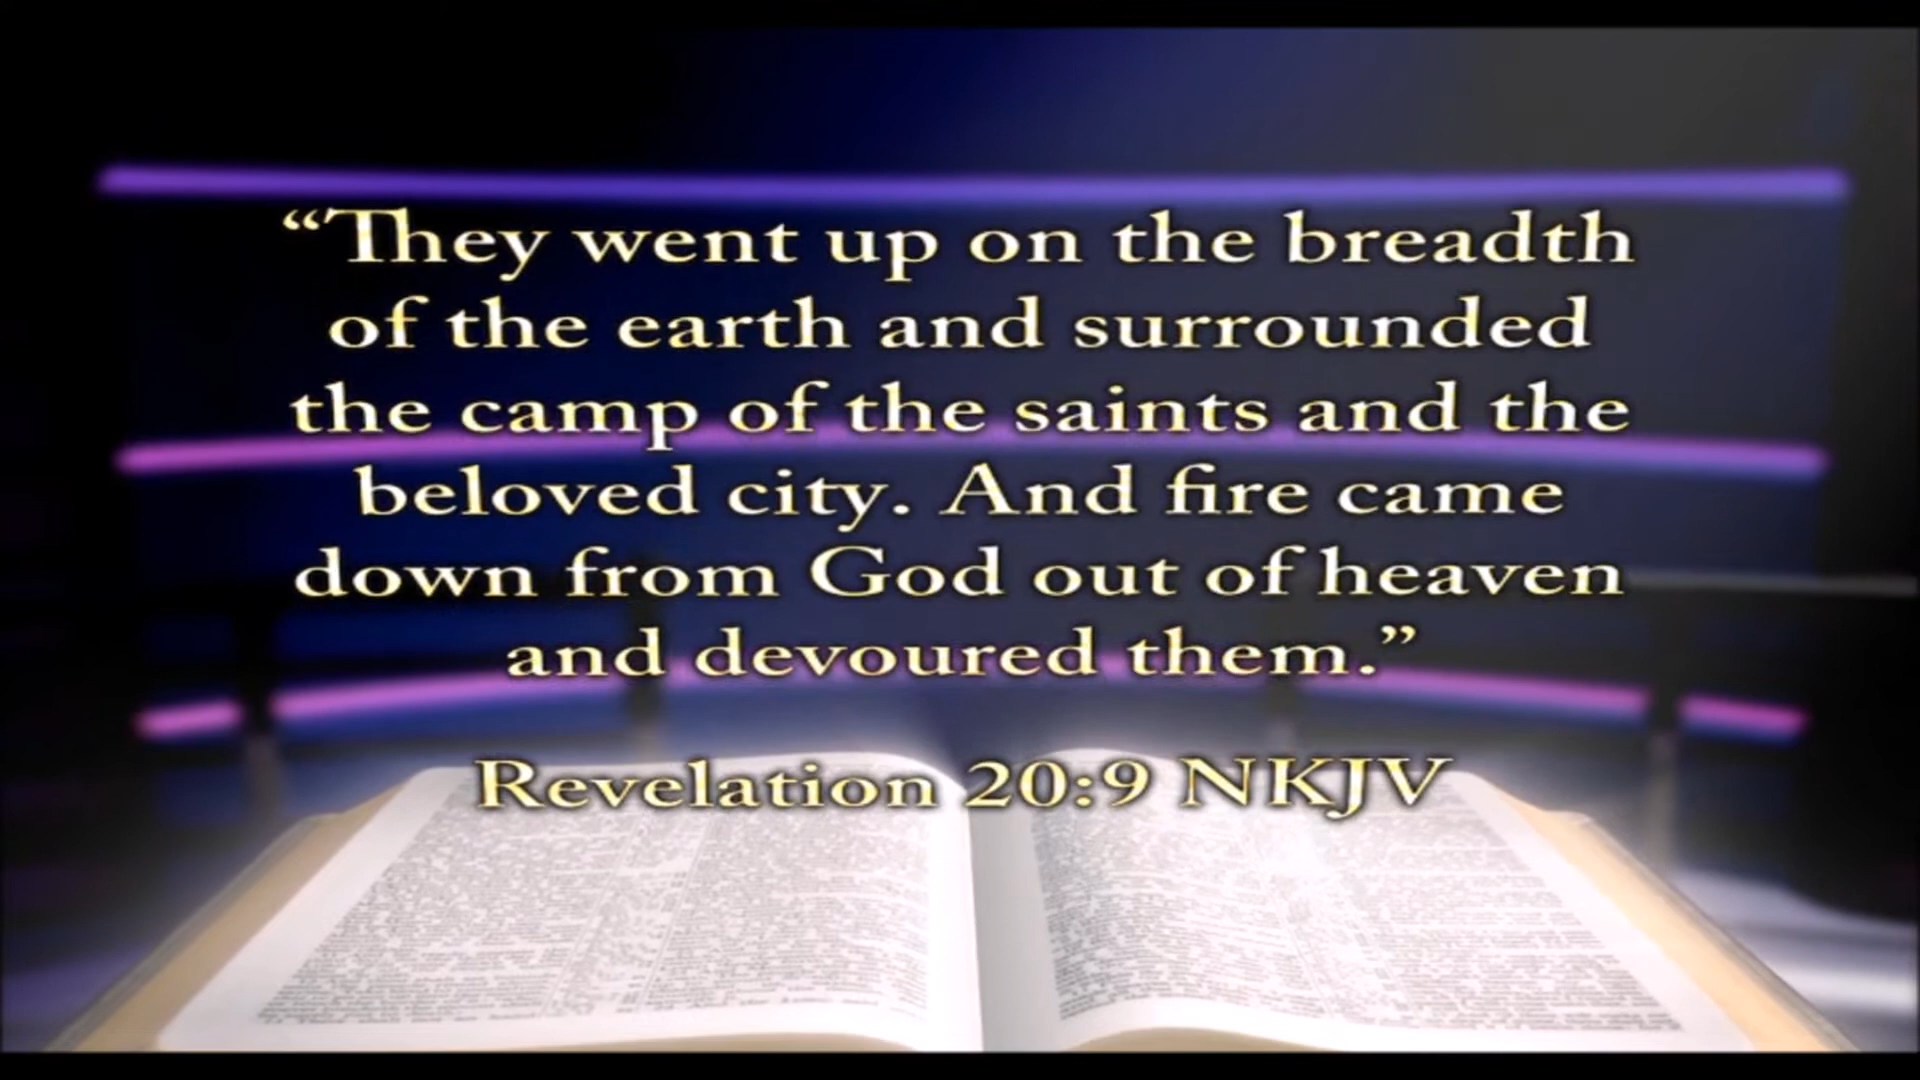 “They went up on the breadth
of the earth and surrounded
the camp of the saints and the
beloved city. And fire came
down from God out of heaven
and devoured them.”
Revelation 20:9 NKJV